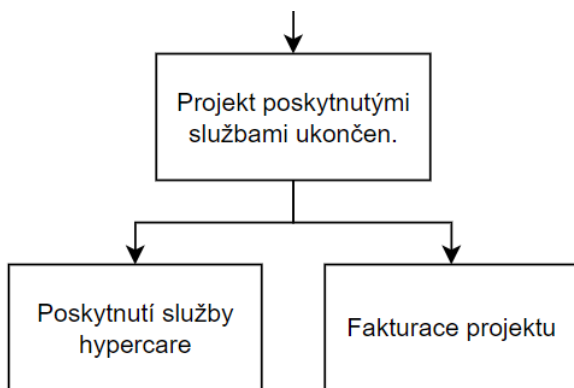 Projekt poskytnutými
službami ukončen.
Poskytnutí služby
hypercare
Fakturace projektu